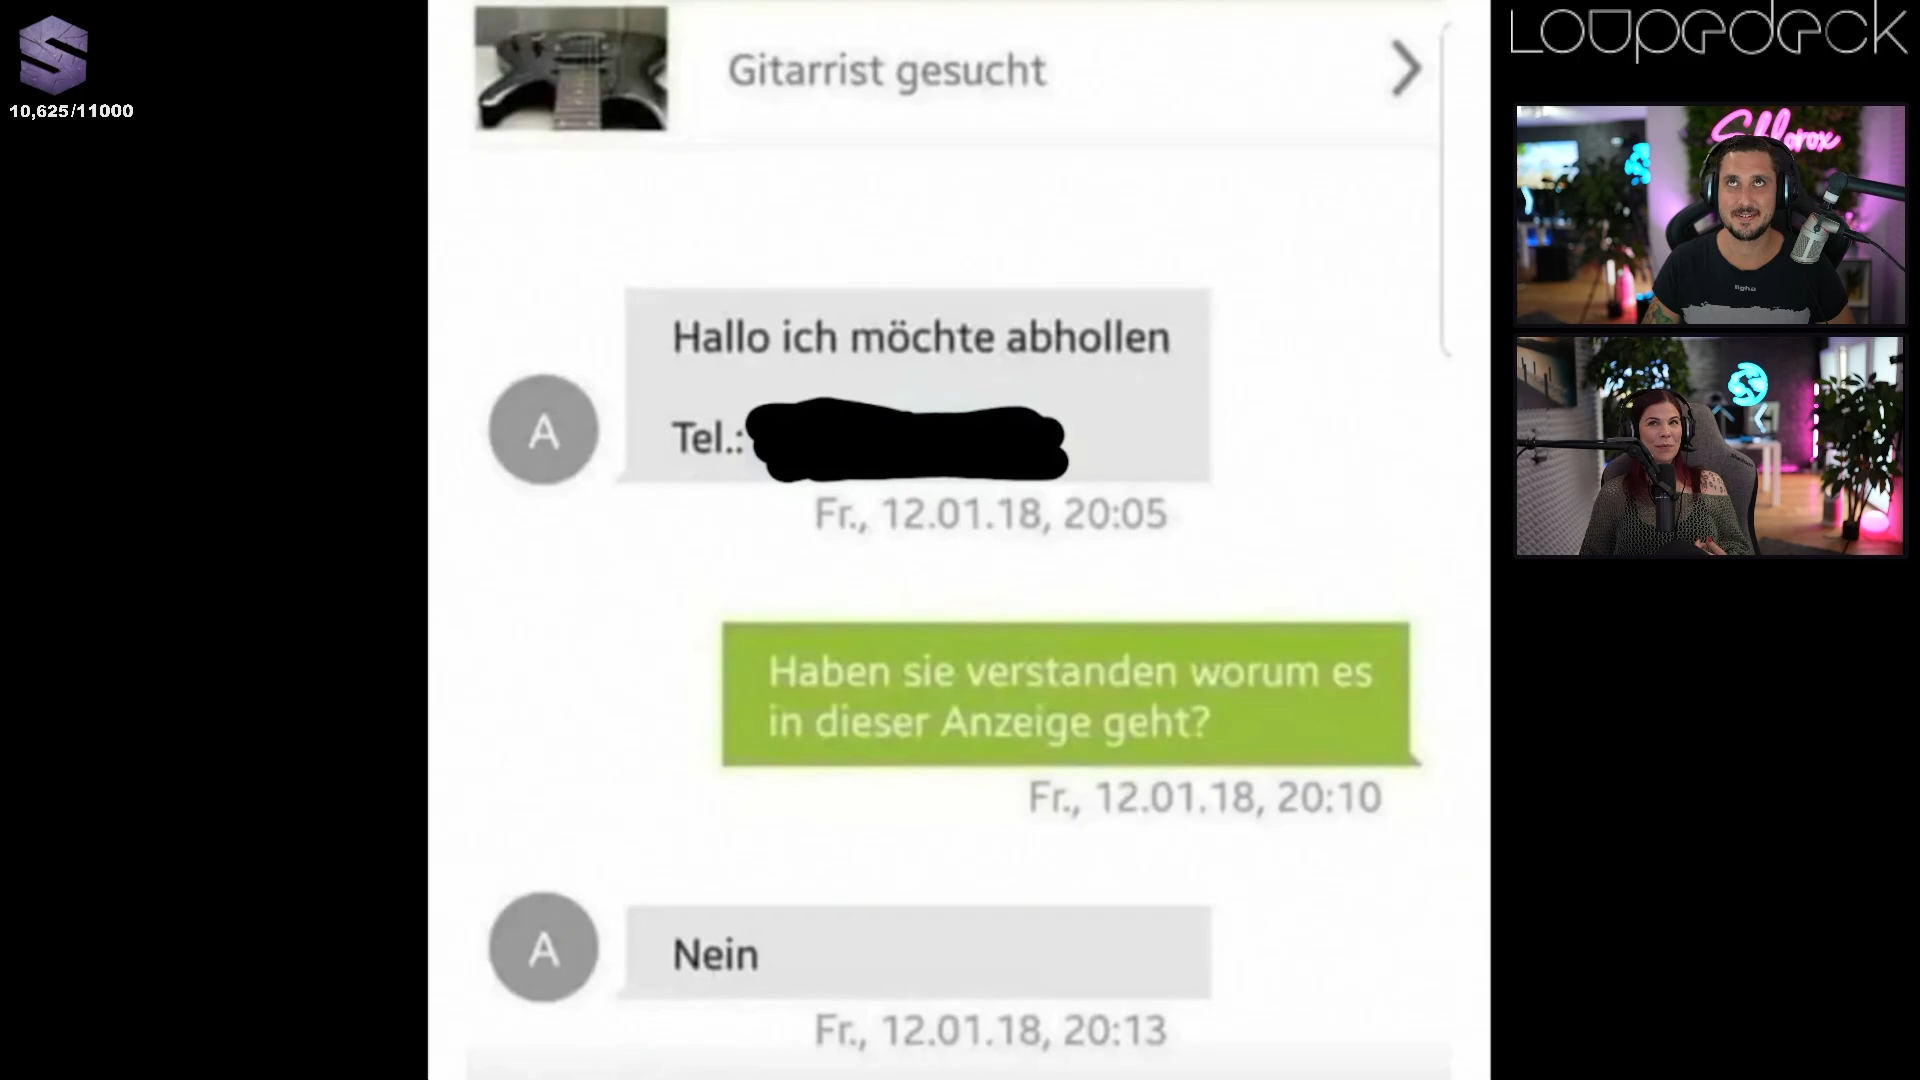 10,625/11000
Gitarrist gesucht
Hallo ich möchte abhollen
A
Tel.:
Fr., 12.01.18, 20:05
Haben sie verstanden worum es
in dieser Anzeige geht?
Fr., 12.01.18, 20:10
A
Nein
Fr., 12.01.18, 20:13
Loupedeck
Shlorox